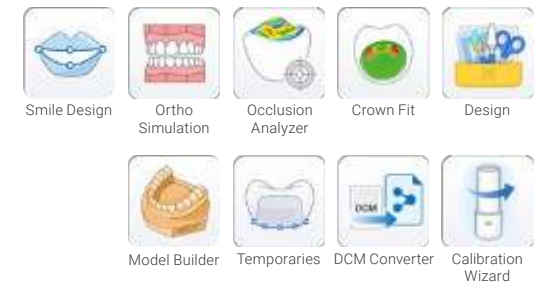 Smile Design
Ortho
Simulation
Occlusion
Analyzer
Crown Fit
Design
DCM
Model Builder
Temporaries
DCM Converter
Calibration
Wizard